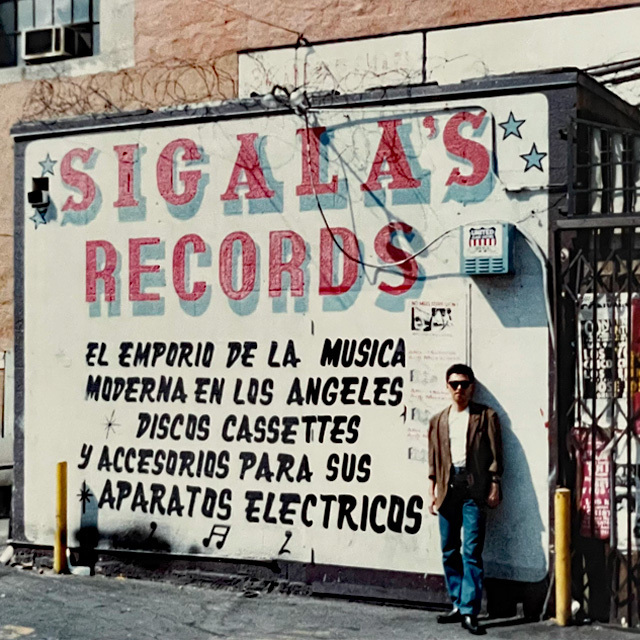 SIGALA'S
RECORDS
EL EMPORIO DE LA MUSICA
MODERNA EN LOS ANGELES
DISCOS CASSETTES
Y ACCESORIOS PARA SUS
APARATOS ELECTRICOS